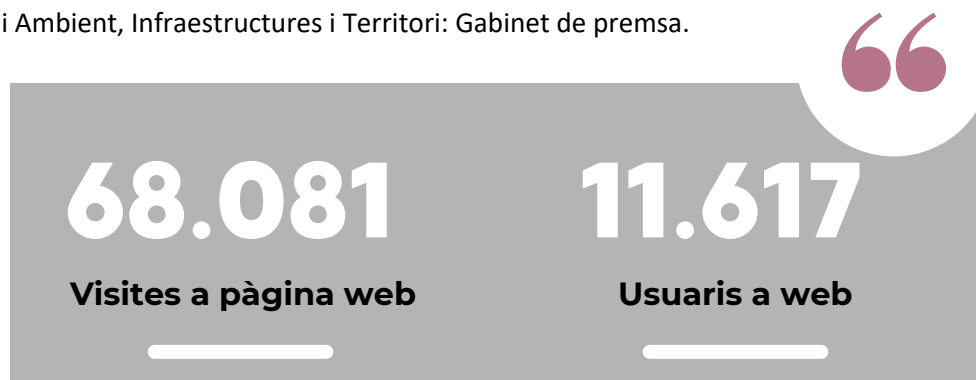 i Ambient, Infraestructures i Territori: Gabinet de premsa.
“
68.081
11.617
Visites a pàgina web
Usuaris a web